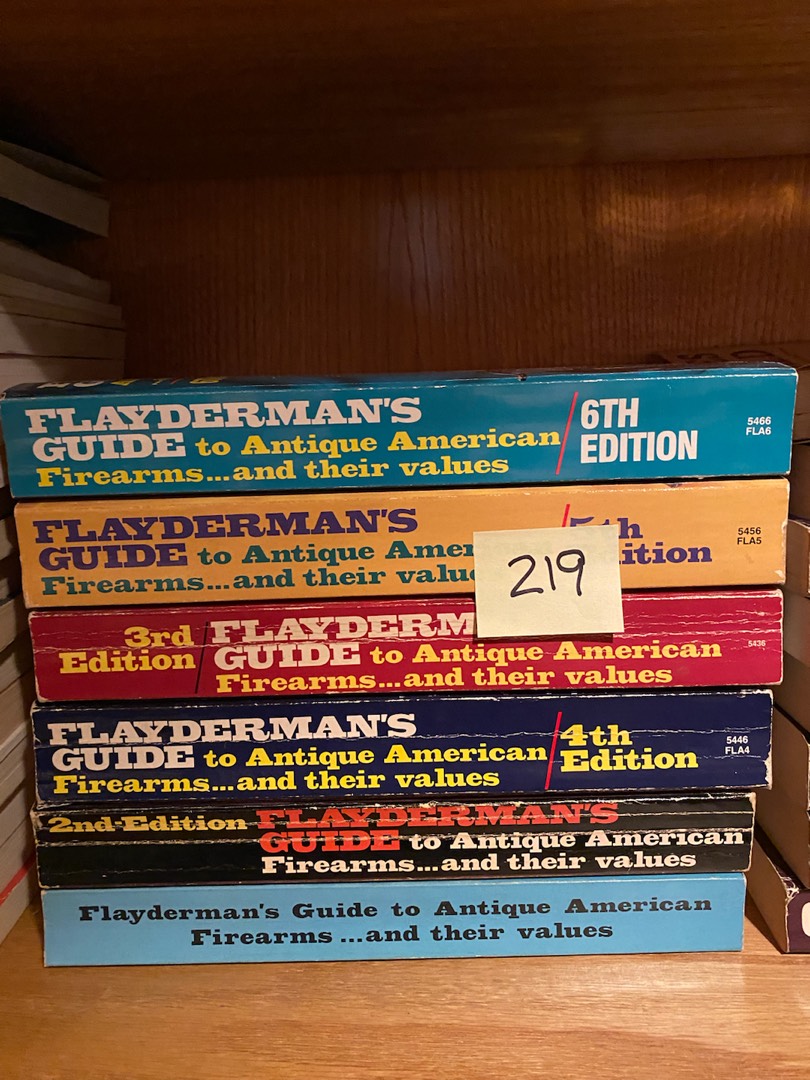 FLAYDERMAN'S
GUIDE to Antique American
Firearms...and their values
6TH
EDITION
5466
FLA6
FLAYDERMAN'S
GUIDE to Antique
Firearms...and their
5456
FLA5
219
3rd
Edition
GUIDE to Antique American
Firearms...and their values
5436
FLAYDERMAN'S
GUIDE to Antique American
Firearms...and their values
4th
Edition
5446
FLA4
2nd-Edition
FLAYDERMAN'S
GUIDE to Antique American
Firearms...and their values
Flayderman's Guide to Antique American
Firearms ...and their values